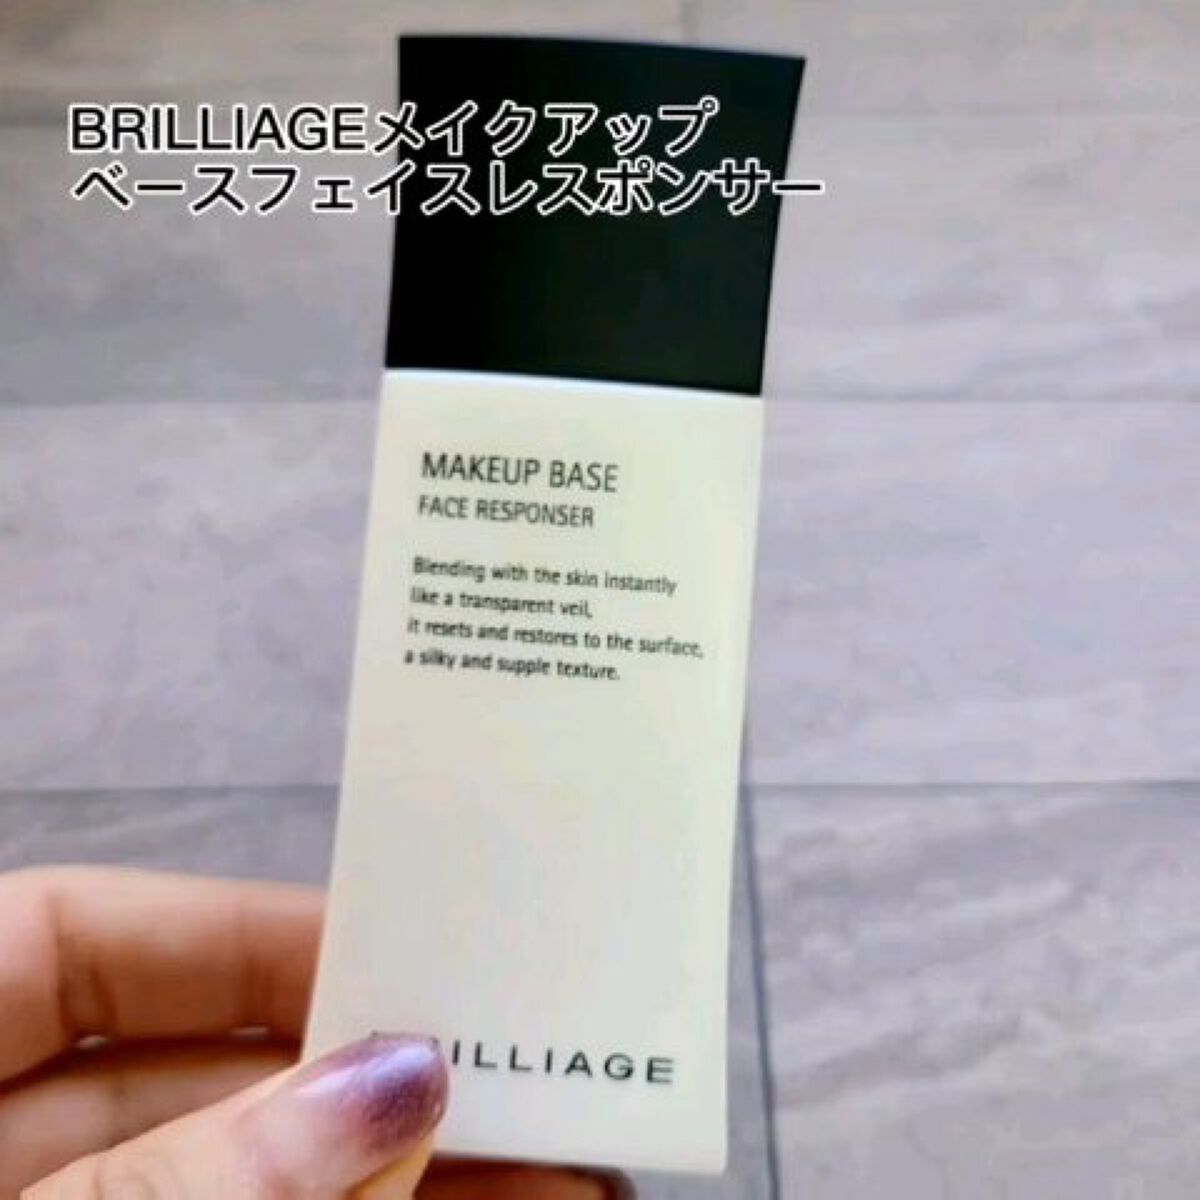 BRILLIAGEメイクアップ
ベースフェイスレスポンサー
MAKEUP BASE
FACE RESPONSER
Blending with the skin instantly
like a transparent veil,
it resets and restores to the surface,
a silky and supple texture.
BRILLIAGE